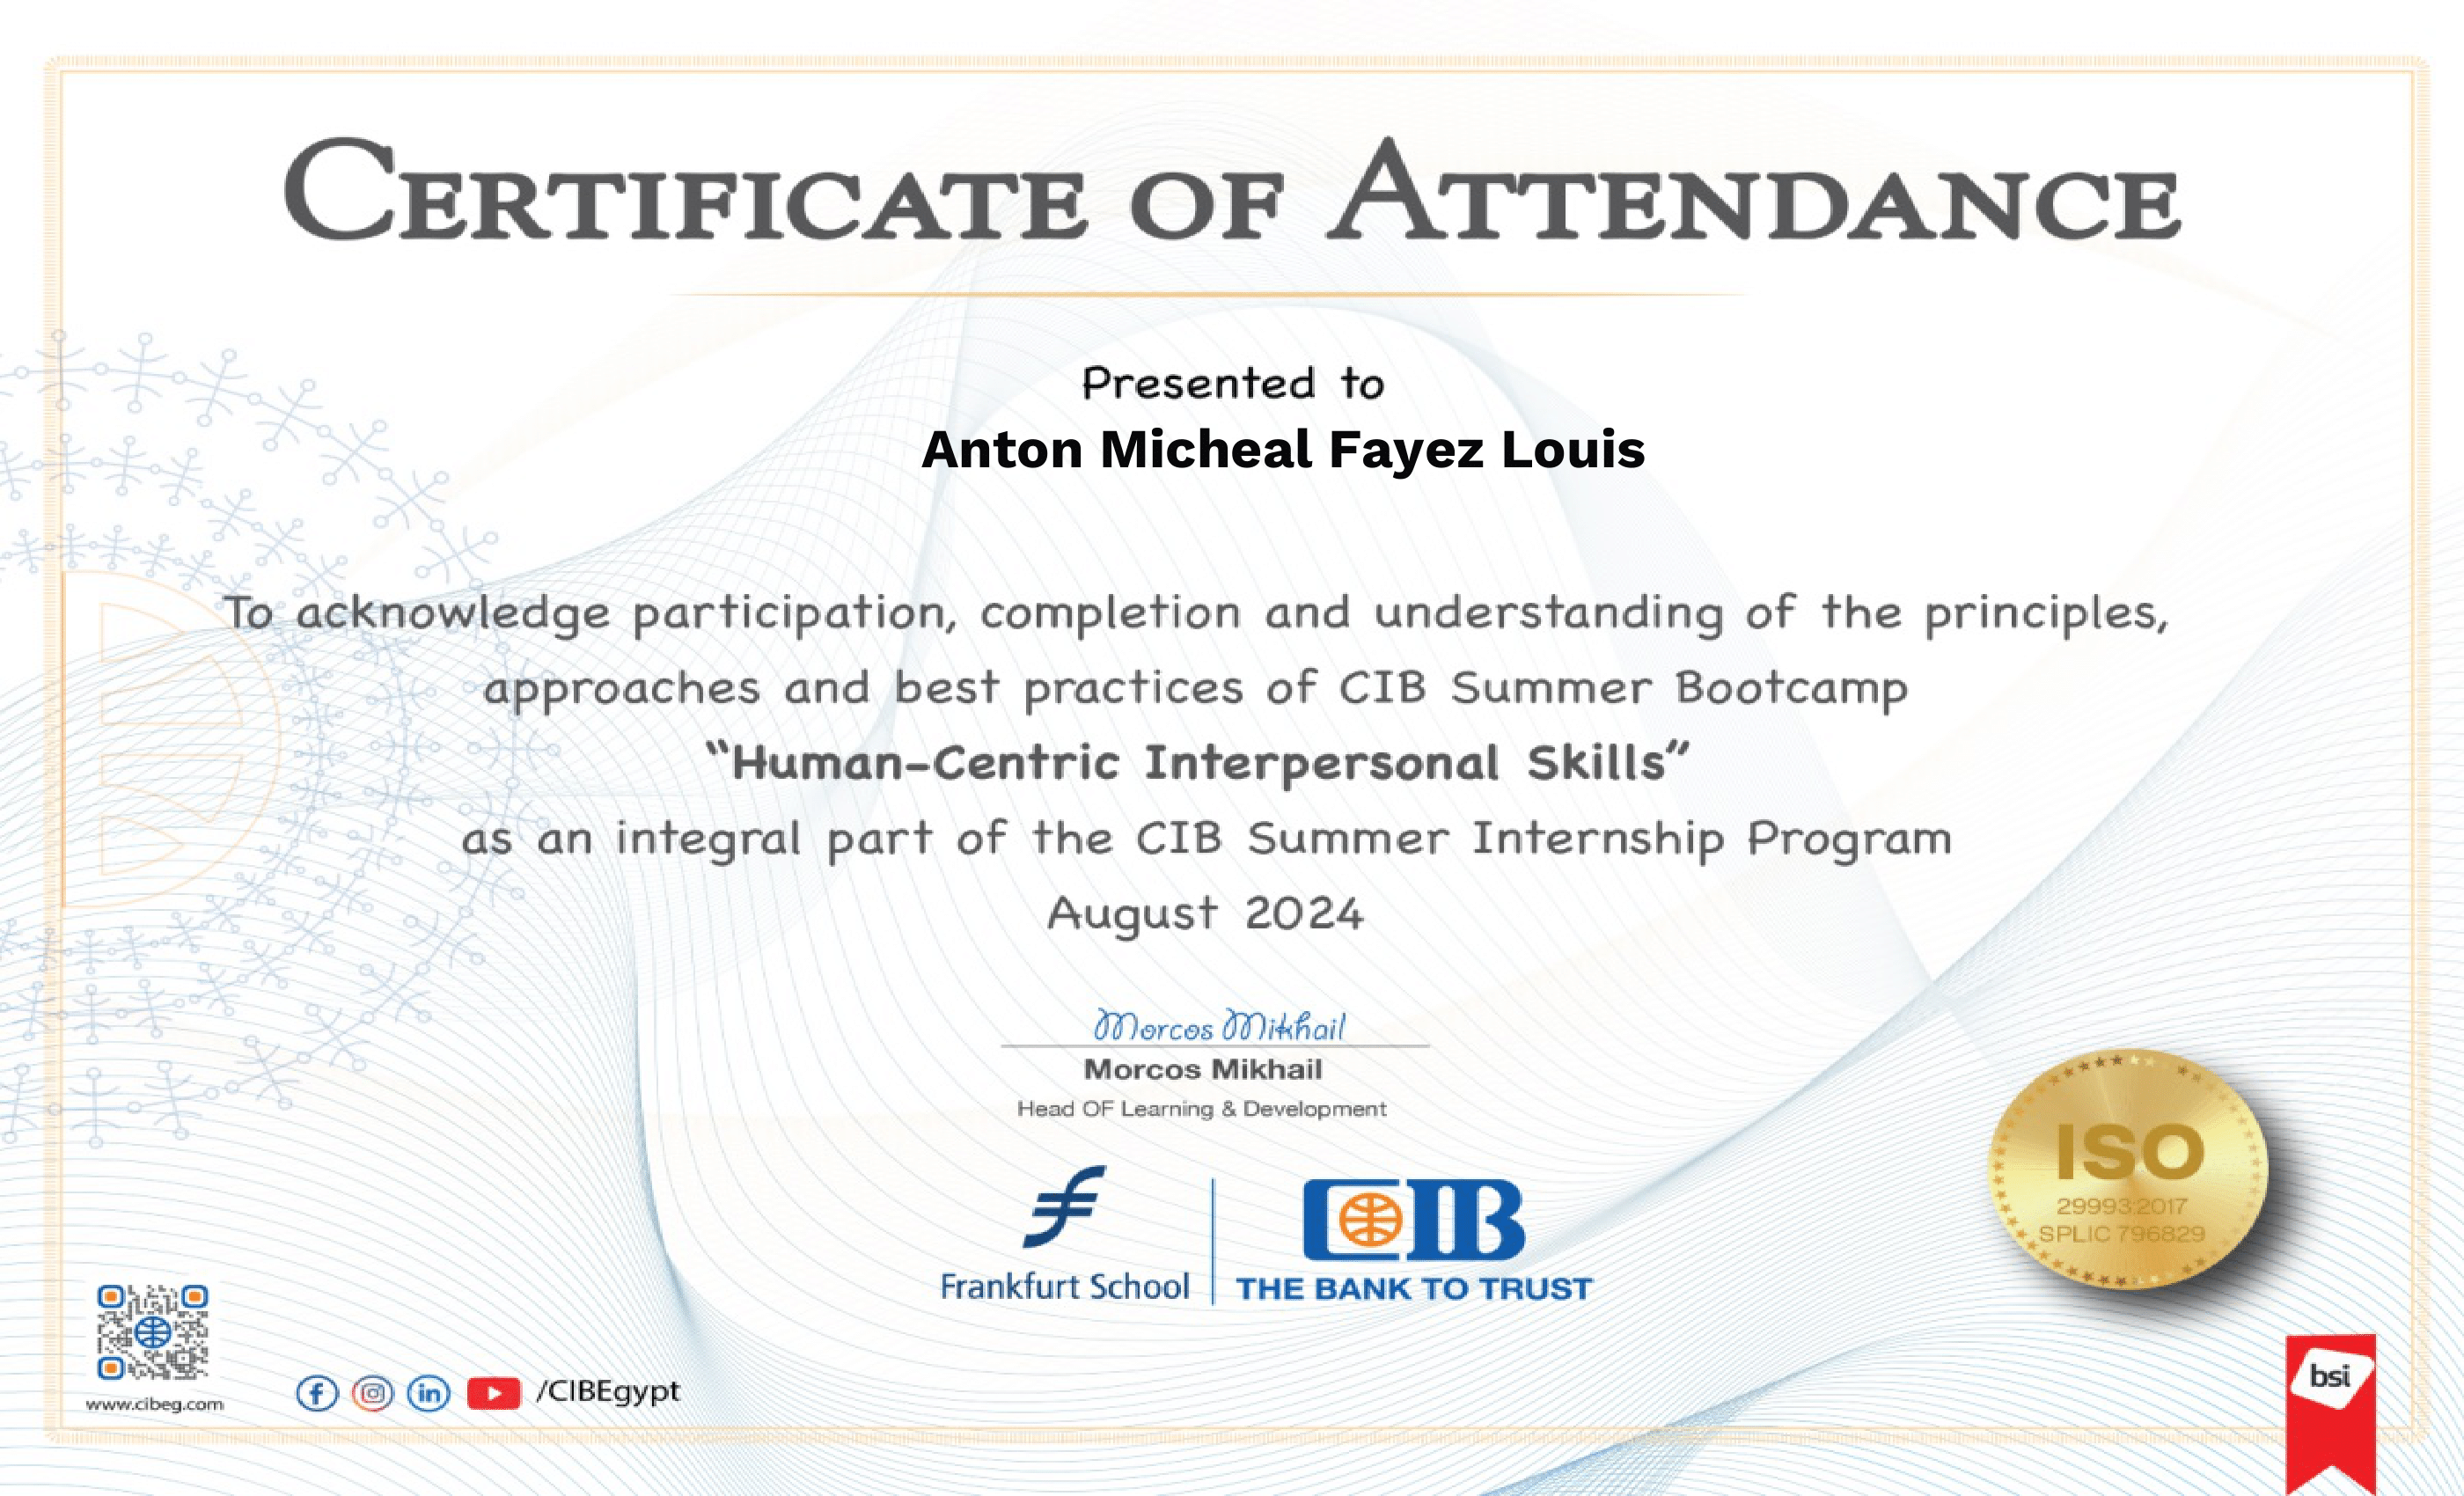 CERTIFICATE OF ATTENDANCE
Presented to
Anton Micheal Fayez Louis
To acknowledge participation, completion and understanding of the principles,
approaches and best practices of CIB Summer Bootcamp
“Human-Centric Interpersonal Skills”
as an integral part of the CIB Summer Internship Program
August 2024
Morcos Mikhail
Morcos Mikhail
Head OF Learning & Development
Frankfurt School
CIB
THE BANK TO TRUST
ISO
29993:2017
SPLIC 796829
www.cibeg.com
/CIBEgypt
bsi